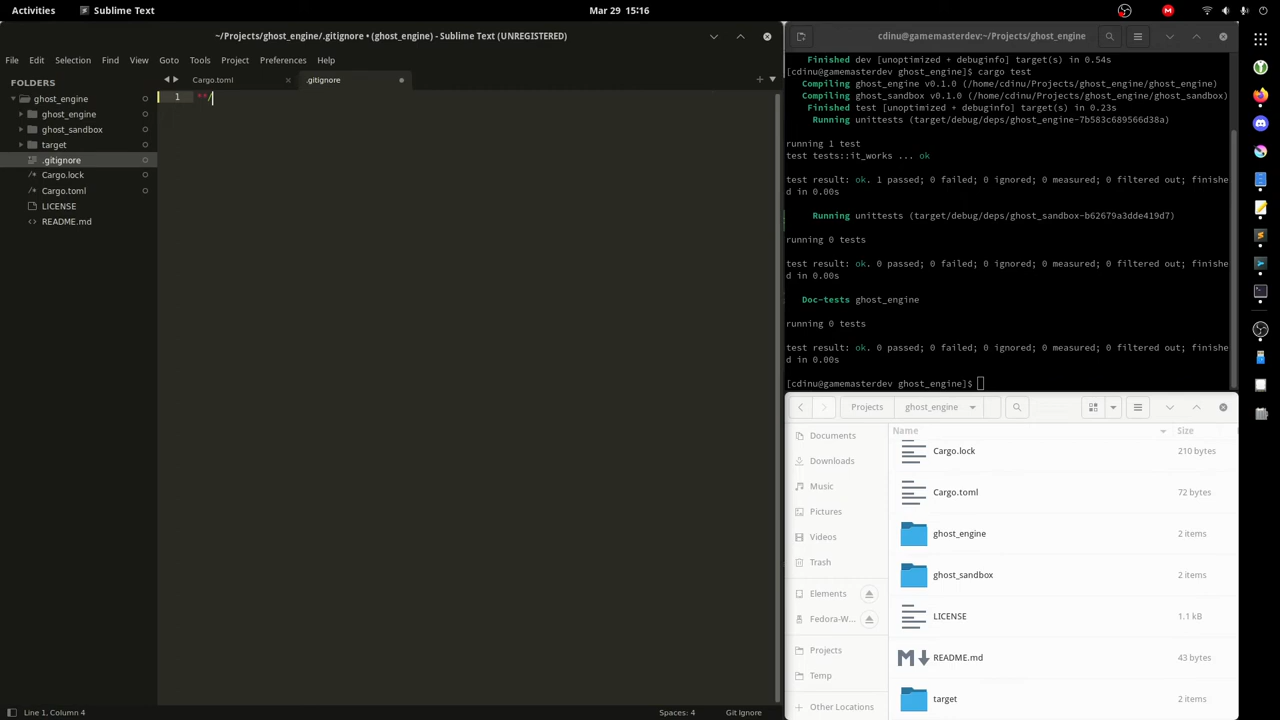 Activities
Sublime Text
Mar 29 15:16
~/Projects/ghost_engine/.gitignore • (ghost_engine) - Sublime Text (UNREGISTERED)
File Edit Selection Find View Goto Tools Project Preferences Help
FOLDERS
ghost_engine
ghost_engine
ghost_sandbox
target
.gitignore
Cargo.lock
Cargo.toml
LICENSE
README.md
Cargo.toml
.gitignore
1 **/
Line 1, Column 4
Spaces: 4
Git Ignore
cdinu@gamemasterdev:~/Projects/ghost_engine
Finished dev [unoptimized + debuginfo] target(s) in 0.54s
[cdinu@gamemasterdev ghost_engine]$ cargo test
Compiling ghost_engine v0.1.0 (/home/cdinu/Projects/ghost_engine/ghost_engine)
Compiling ghost_sandbox v0.1.0 (/home/cdinu/Projects/ghost_engine/ghost_sandbox)
Finished test [unoptimized + debuginfo] target(s) in 0.23s
Running unittests (target/debug/deps/ghost_engine-7b583c689566d38a)
running 1 test
test tests::it_works ... ok
test result: ok. 1 passed; 0 failed; 0 ignored; 0 measured; 0 filtered out; finishe
d in 0.00s
Running unittests (target/debug/deps/ghost_sandbox-b62679a3dde419d7)
running 0 tests
test result: ok. 0 passed; 0 failed; 0 ignored; 0 measured; 0 filtered out; finishe
d in 0.00s
Doc-tests ghost_engine
running 0 tests
test result: ok. 0 passed; 0 failed; 0 ignored; 0 measured; 0 filtered out; finishe
d in 0.00s
[cdinu@gamemasterdev ghost_engine]$
Projects
ghost_engine
Documents
Downloads
Music
Pictures
Videos
Trash
Elements
Fedora-W...
Projects
Temp
Other Locations
Name Size
Cargo.lock 210 bytes
Cargo.toml 72 bytes
ghost_engine 2 items
ghost_sandbox 2 items
LICENSE 1.1 kB
README.md 43 bytes
target 2 items